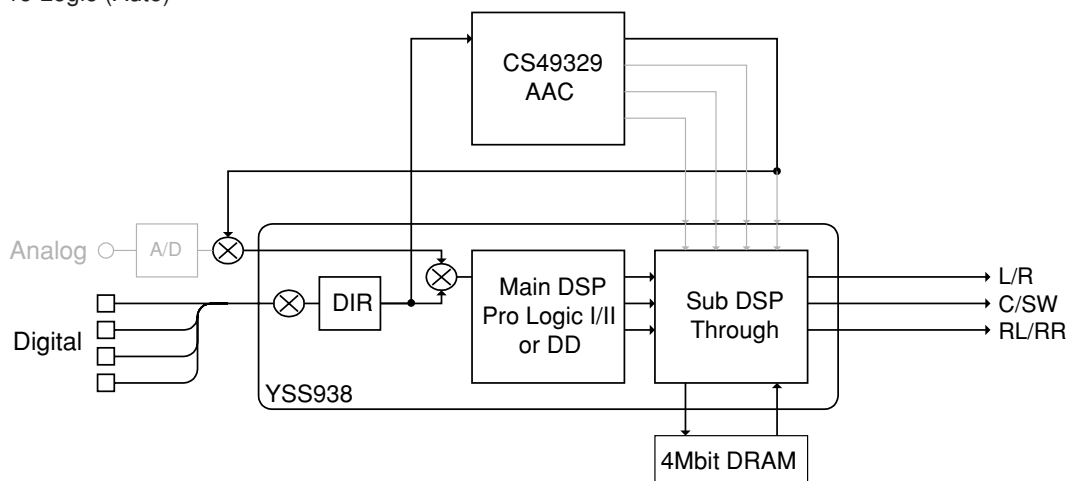 (Auto)
CS49329
AAC
Analog
A/D
DIR
Main DSP
Pro Logic I/II
or DD
Sub DSP
Through
L/R
C/SW
RL/RR
Digital
YSS938
4Mbit DRAM